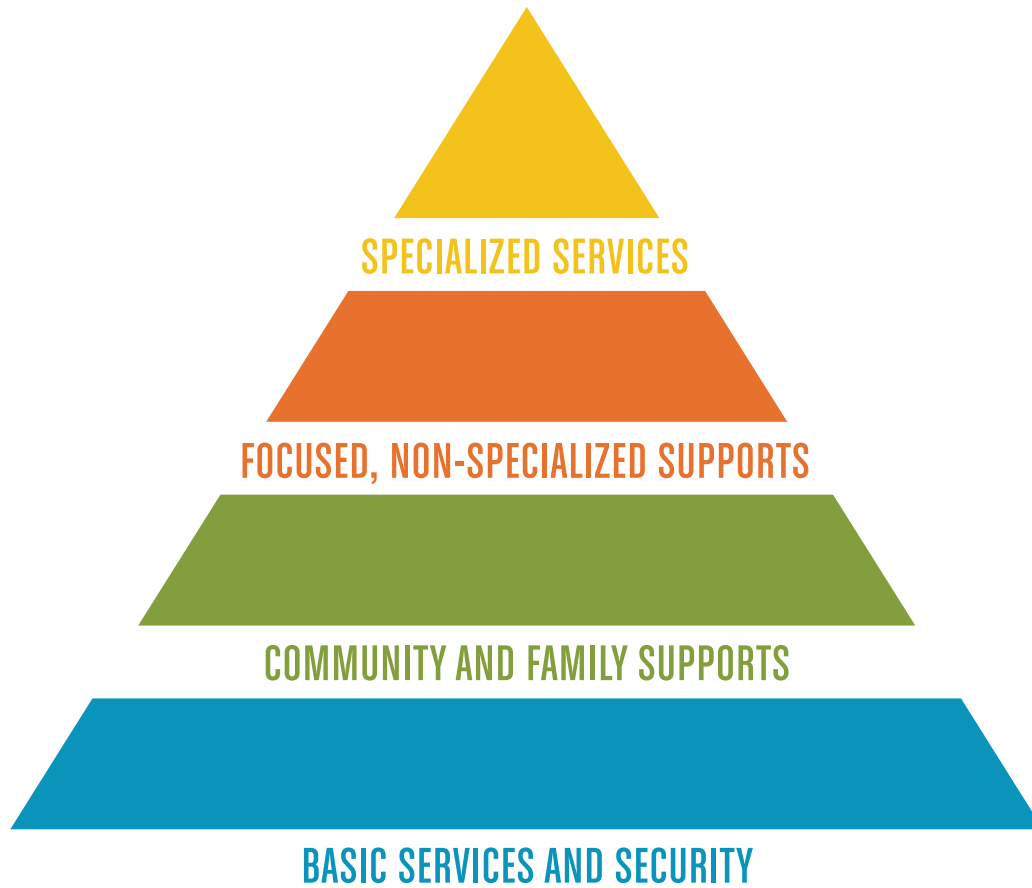 SPECIALIZED SERVICES
FOCUSED, NON-SPECIALIZED SUPPORTS
COMMUNITY AND FAMILY SUPPORTS
BASIC SERVICES AND SECURITY